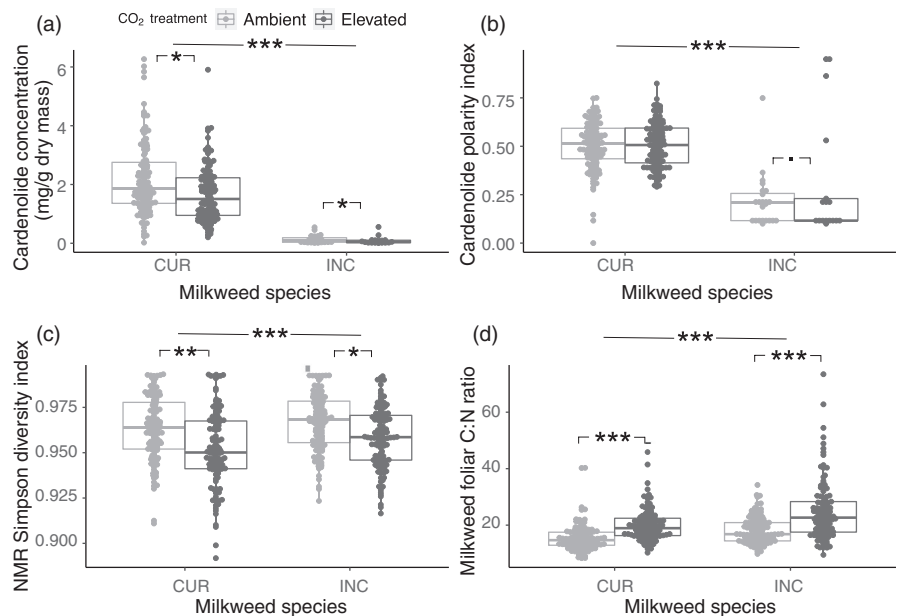 (a) CO₂ treatment Ambient Elevated
***
*
*
Cardenolide concentration
(mg/g dry mass)
6
4
2
0
CUR INC
Milkweed species
(b)
***
.
Cardenolide polarity index
0.75
0.50
0.25
0.00
CUR INC
Milkweed species
(c)
***
**
*
NMR Simpson diversity index
0.975
0.950
0.925
0.900
CUR INC
Milkweed species
(d)
***
***
***
Milkweed foliar C:N ratio
60
40
20
CUR INC
Milkweed species